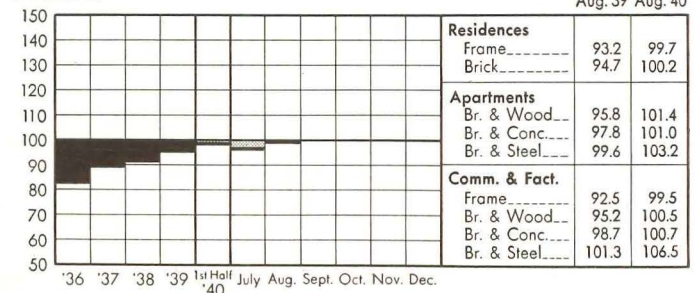 Aug. 39 Aug. 40
150
140
130
120
110
100
90
80
70
60
50
'36 '37 '38 '39 1st Half '40 July Aug. Sept. Oct. Nov. Dec.
Residences
Frame 93.2 99.7
Brick 94.7 100.2
Apartments
Br. & Wood 95.8 101.4
Br. & Conc. 97.8 101.0
Br. & Steel 99.6 103.2
Comm. & Fact.
Frame 92.5 99.5
Br. & Wood 95.2 100.5
Br. & Conc. 98.7 100.7
Br. & Steel 101.3 106.5